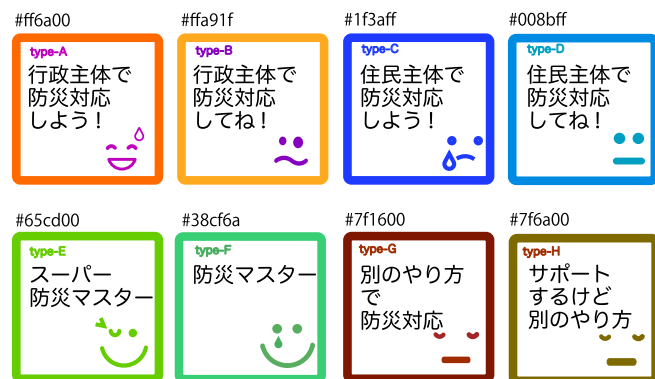 #ff6a00
#ffa91f
#1f3aff
#008bff
type-A
行政主体で
防災対応
しよう！
type-B
行政主体で
防災対応
してね！
type-C
住民主体で
防災対応
しよう！
type-D
住民主体で
防災対応
してね！
#65cd00
#38cf6a
#7f1600
#7f6a00
type-E
スーパー
防災マスター
type-F
防災マスター
type-G
別のやり方
で
防災対応
type-H
サポート
するけど
別のやり方